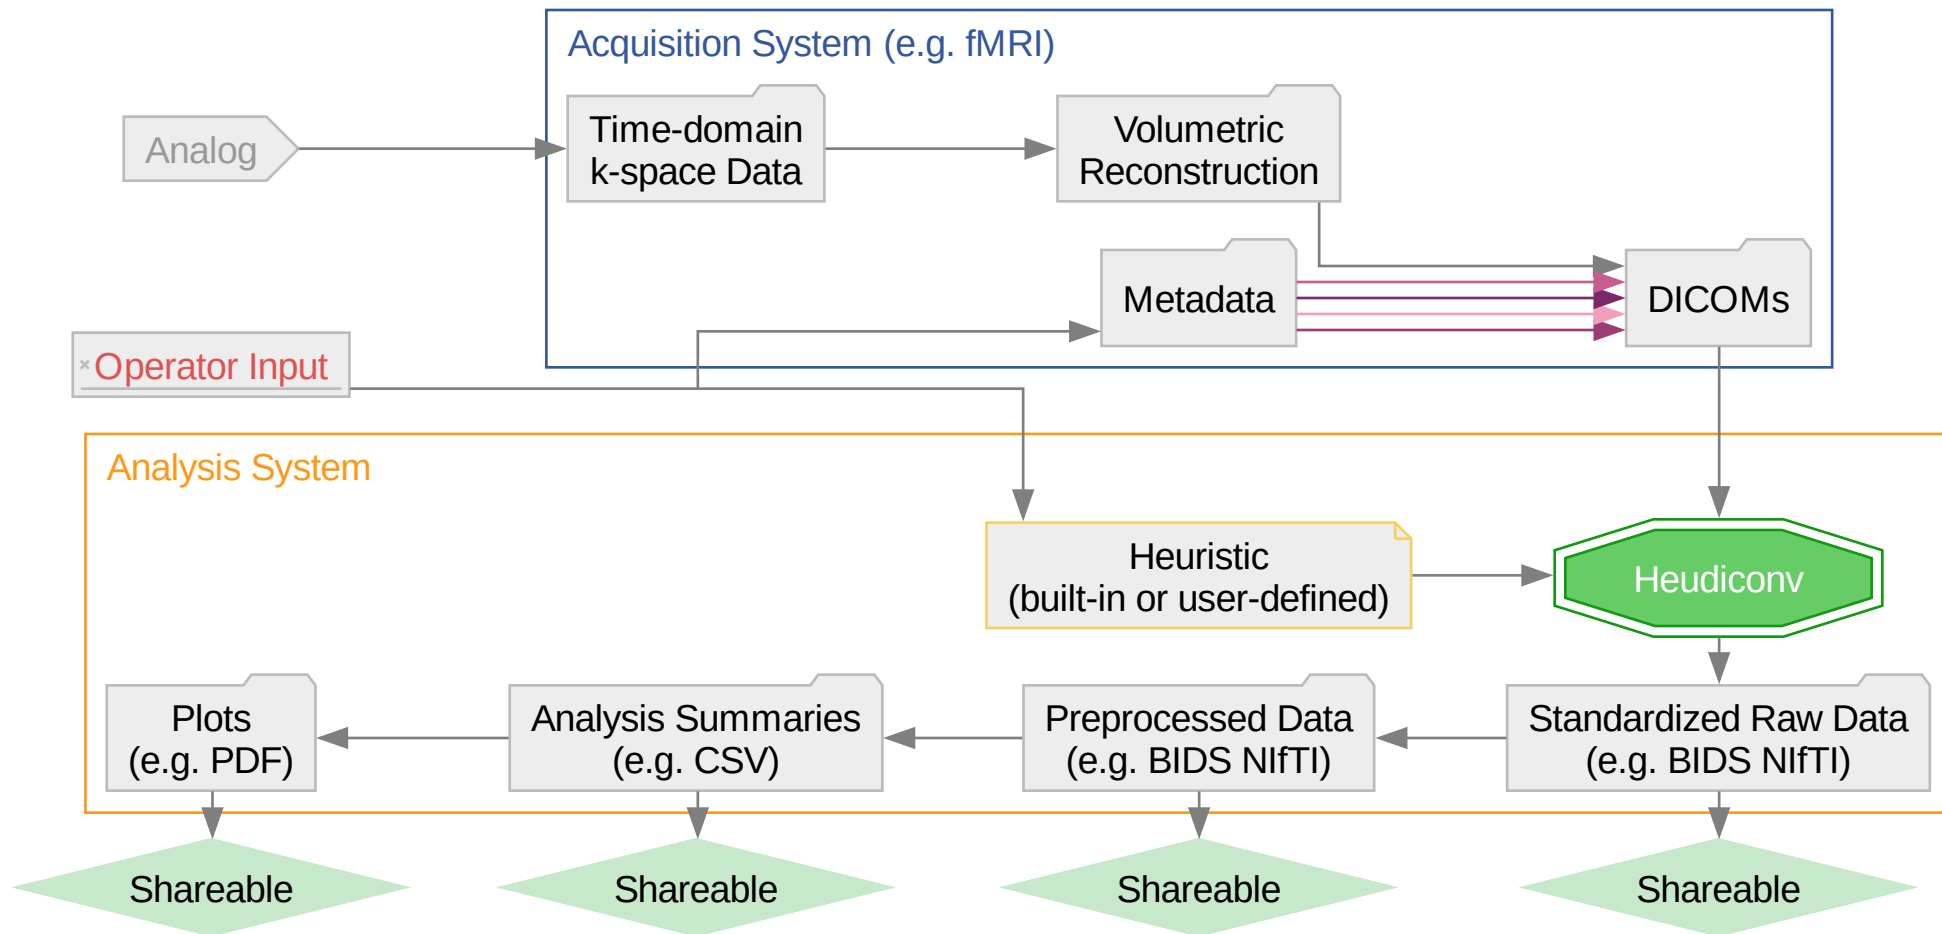 Acquisition System (e.g. fMRI)
Analog
Time-domain
k-space Data
Volumetric
Reconstruction
Metadata
DICOMs
Operator Input
Analysis System
Heuristic
(built-in or user-defined)
Heudiconv
Plots
(e.g. PDF)
Analysis Summaries
(e.g. CSV)
Preprocessed Data
(e.g. BIDS NIfTI)
Standardized Raw Data
(e.g. BIDS NIfTI)
Shareable
Shareable
Shareable
Shareable